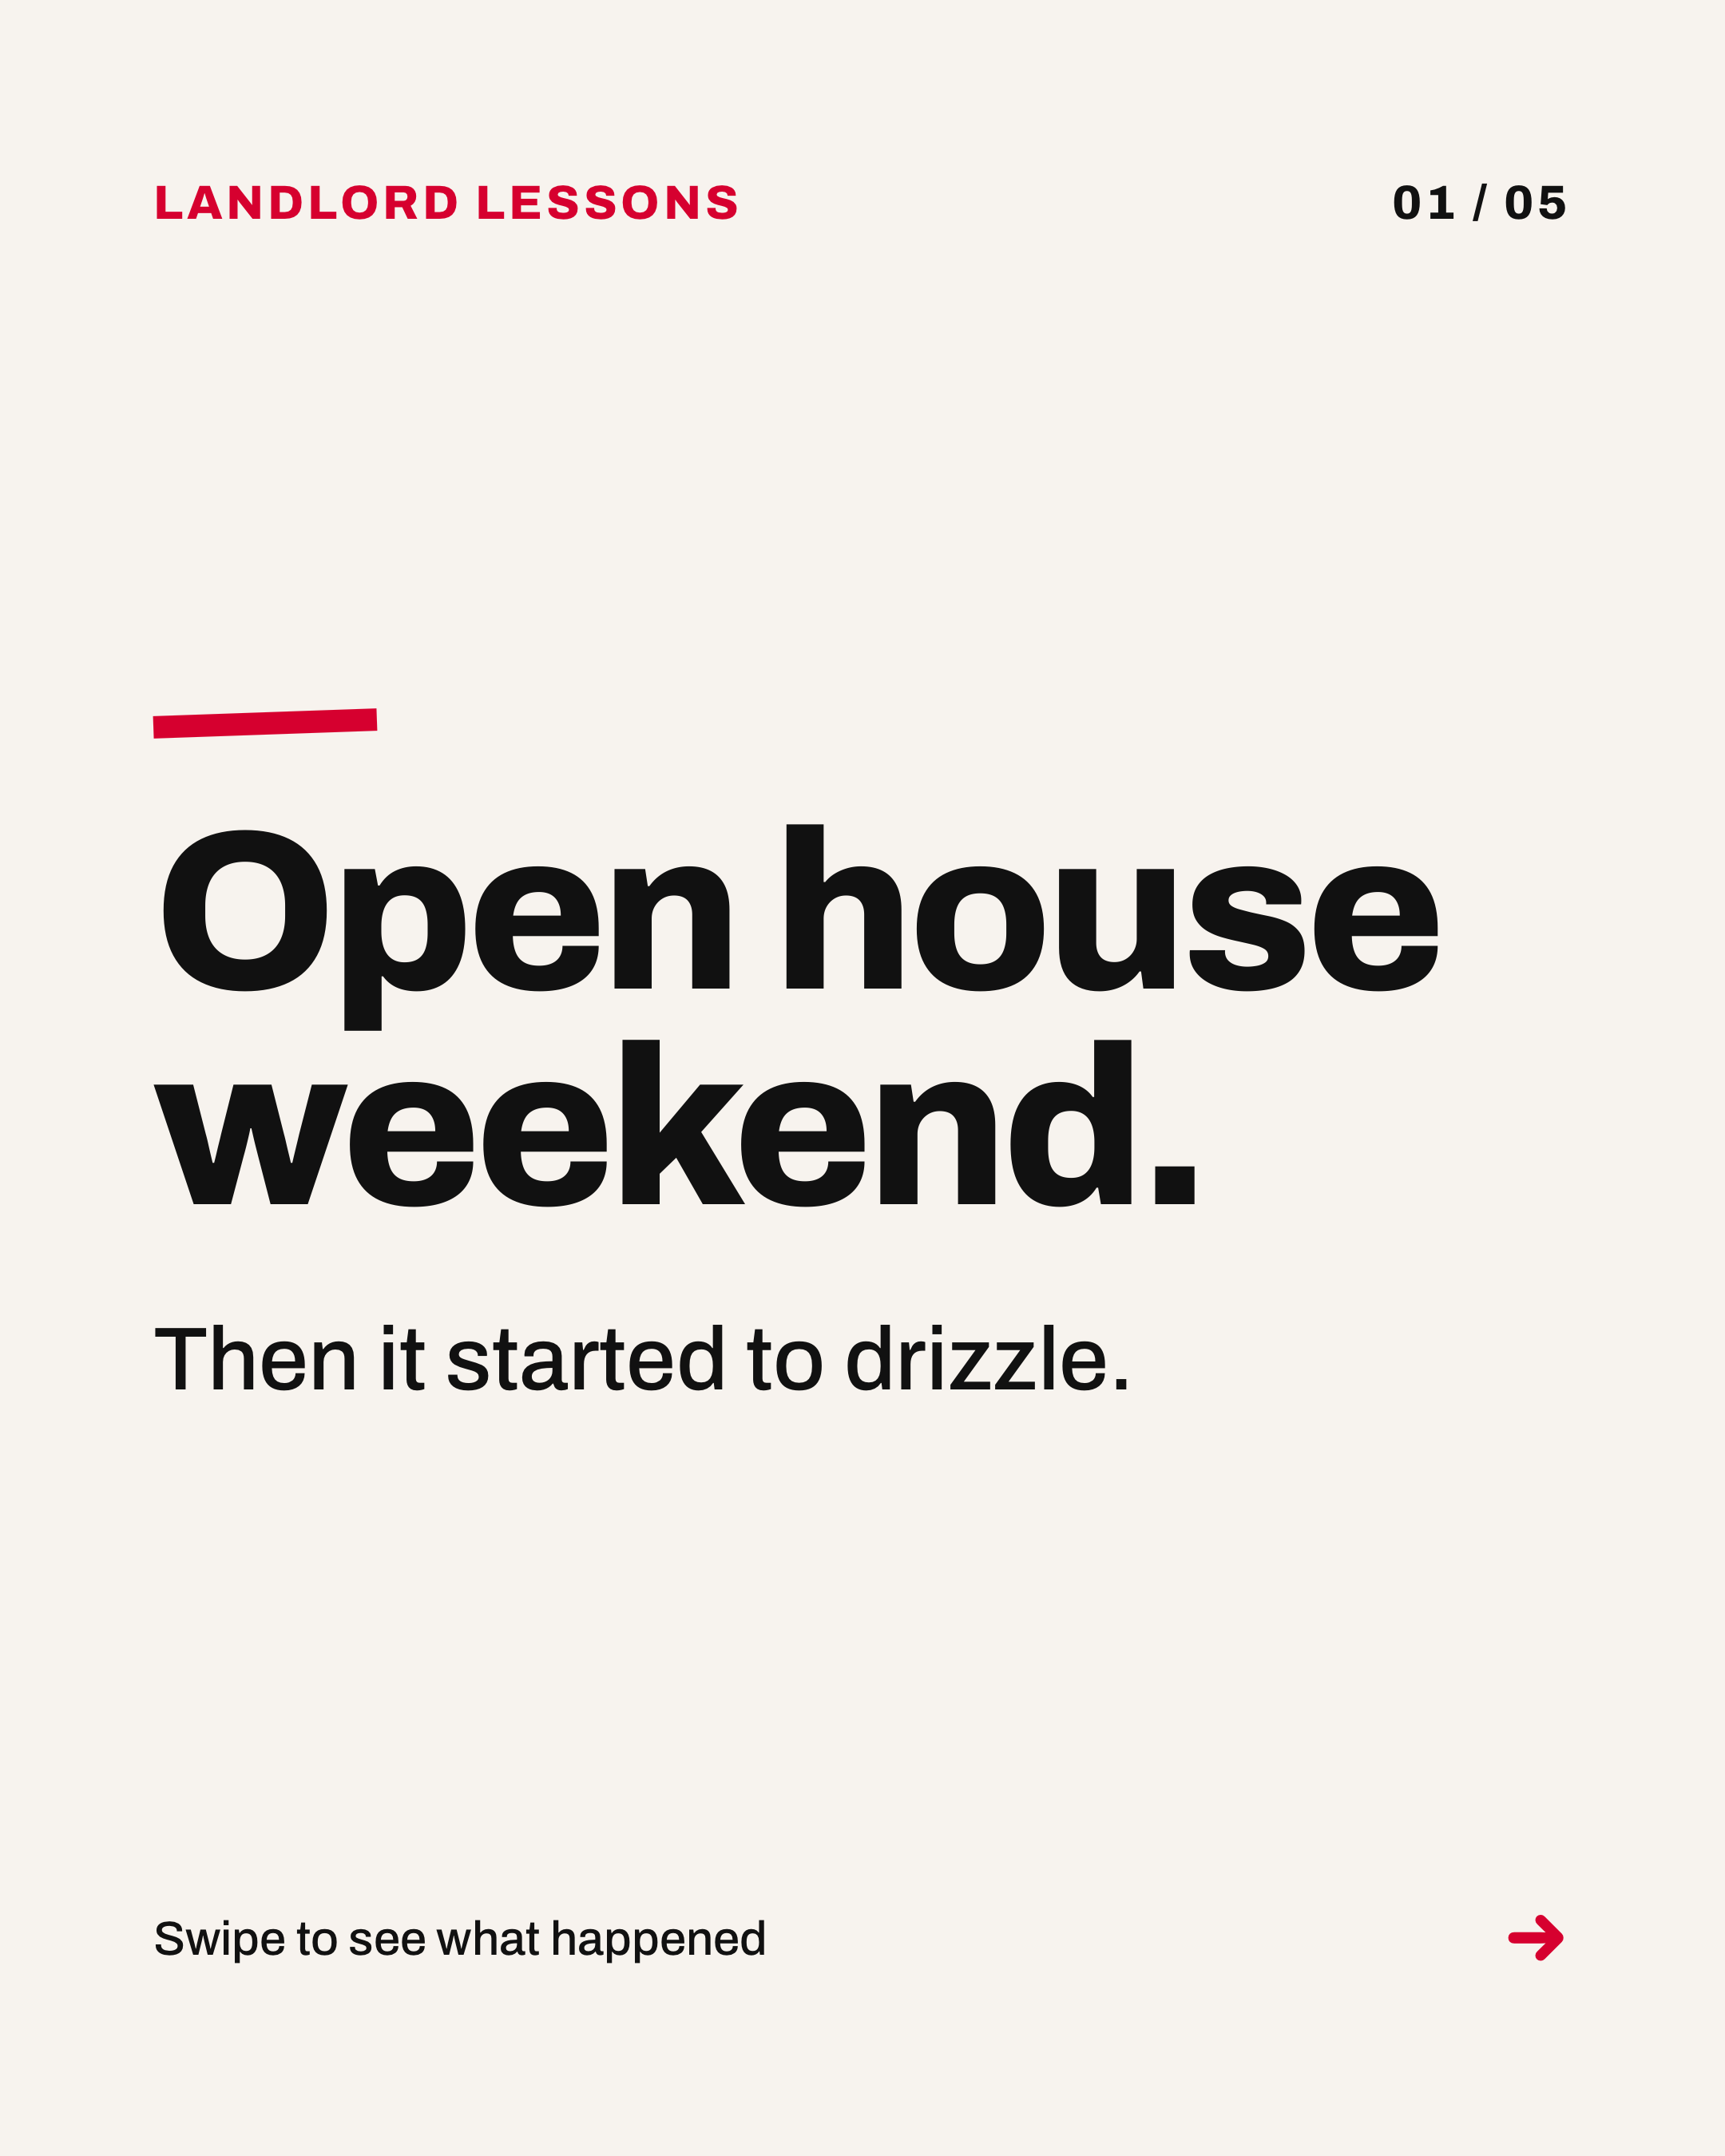 LANDLORD LESSONS
01 / 05
Open house
weekend.
Then it started to drizzle.
Swipe to see what happened